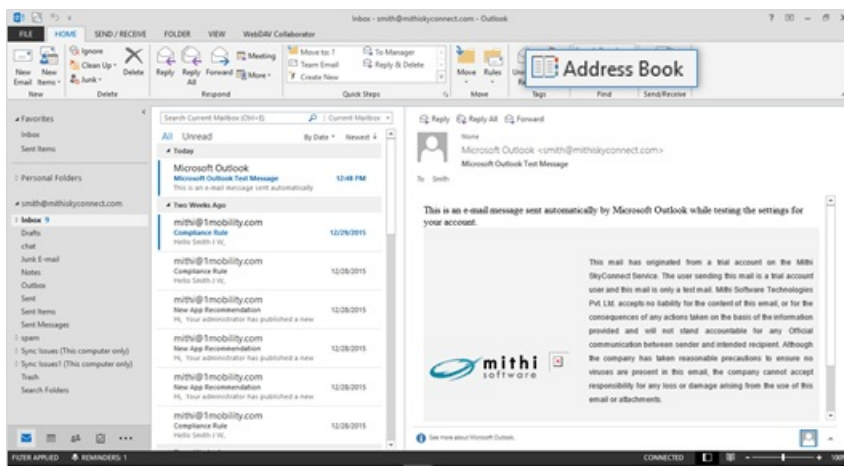 Inbox - smith@mithiskyconnect.com - Outlook
FILE HOME SEND / RECEIVE FOLDER VIEW WebDAV Collaborator
New Email
New Items
New
Ignore
Clean Up
Junk
Delete
Delete
Reply
Reply All
Forward
Meeting
More
Respond
Move to: ?
Team Email
Create New
To Manager
Reply & Delete
Quick Steps
Move
Rules
Move
Address Book
Tags
Find
Send/Receive
Favorites
Inbox
Sent Items
Personal Folders
smith@mithiskyconnect.com
Inbox 9
Drafts
chat
Junk E-mail
Notes
Outbox
Sent
Sent Items
Sent Messages
spam
Sync Issues (This computer only)
Sync Issues1 (This computer only)
Trash
Search Folders
Search Current Mailbox (Ctrl+E) Current Mailbox
All Unread By Date Newest
Today
Microsoft Outlook
Microsoft Outlook Test Message 12:48 PM
This is an e-mail message sent automatically
Two Weeks Ago
mithi@1mobility.com
Compliance Rule 12/29/2015
Hello Smith J W,
mithi@1mobility.com
Compliance Rule 12/28/2015
Hello Smith J W,
mithi@1mobility.com
New App Recommendation 12/28/2015
Hi, Your administrator has published a new
mithi@1mobility.com
New App Recommendation 12/28/2015
Hi, Your administrator has published a new
mithi@1mobility.com
New App Recommendation 12/28/2015
Hi, Your administrator has published a new
mithi@1mobility.com
Compliance Rule 12/28/2015
Hello Smith J W,
Reply Reply All Forward
None
Microsoft Outlook <smith@mithiskyconnect.com>
Microsoft Outlook Test Message
To Smith
This is an e-mail message sent automatically by Microsoft Outlook while testing the settings for
your account.
This mail has originated from a trial account on the Mithi
SkyConnect Service. The user sending this mail is a trial account
user and this mail is only a test mail. Mithi Software Technologies
Pvt. Ltd. accepts no liability for the content of this email, or for the
consequences of any actions taken on the basis of the information
provided and will not stand accountable for any Official
communication between sender and intended recipient. Although
the company has taken reasonable precautions to ensure no
viruses are present in this email, the company cannot accept
responsibility for any loss or damage arising from the use of this
email or attachments.
mithi
software
See more about Microsoft Outlook.
FILTER APPLIED REMINDERS: 1 CONNECTED 100%